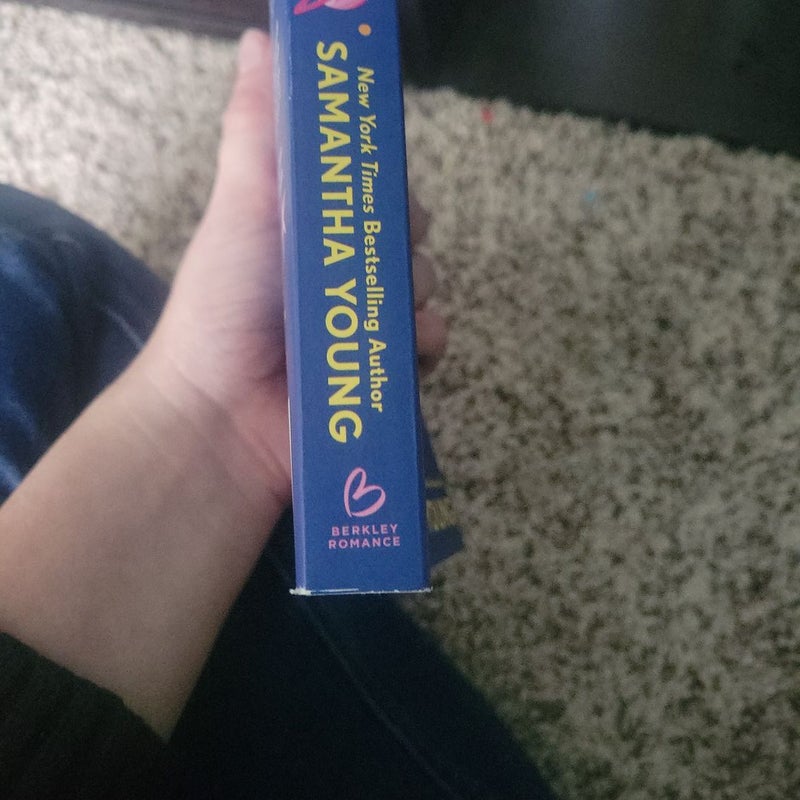 New York Times Bestselling Author
SAMANTHA YOUNG
BERKLEY
ROMANCE